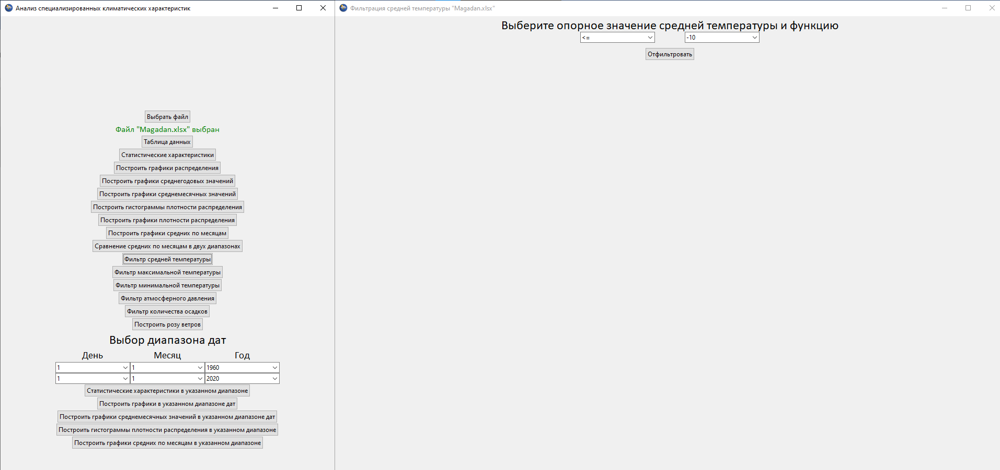 Анализ специализированных климатических характеристик
Выбрать файл
Файл "Magadan.xlsx" выбран
Таблица данных
Статистические характеристики
Построить графики распределения
Построить графики среднегодовых значений
Построить графики среднемесячных значений
Построить гистограммы плотности распределения
Построить графики плотности распределения
Построить графики средних по месяцам
Сравнение средних по месяцам в двух диапазонах
Фильтр средней температуры
Фильтр максимальной температуры
Фильтр минимальной температуры
Фильтр атмосферного давления
Фильтр количества осадков
Построить розу ветров
Выбор диапазона дат
День Месяц Год
1 1 1960
1 1 2020
Статистические характеристики в указанном диапазоне
Построить графики в указанном диапазоне дат
Построить графики среднемесячных значений в указанном диапазоне дат
Построить гистограммы плотности распределения в указанном диапазоне
Построить графики средних по месяцам в указанном диапазоне
Фильтрация средней температуры "Magadan.xlsx"
Выберите опорное значение средней температуры и функцию
<= -10
Отфильтровать